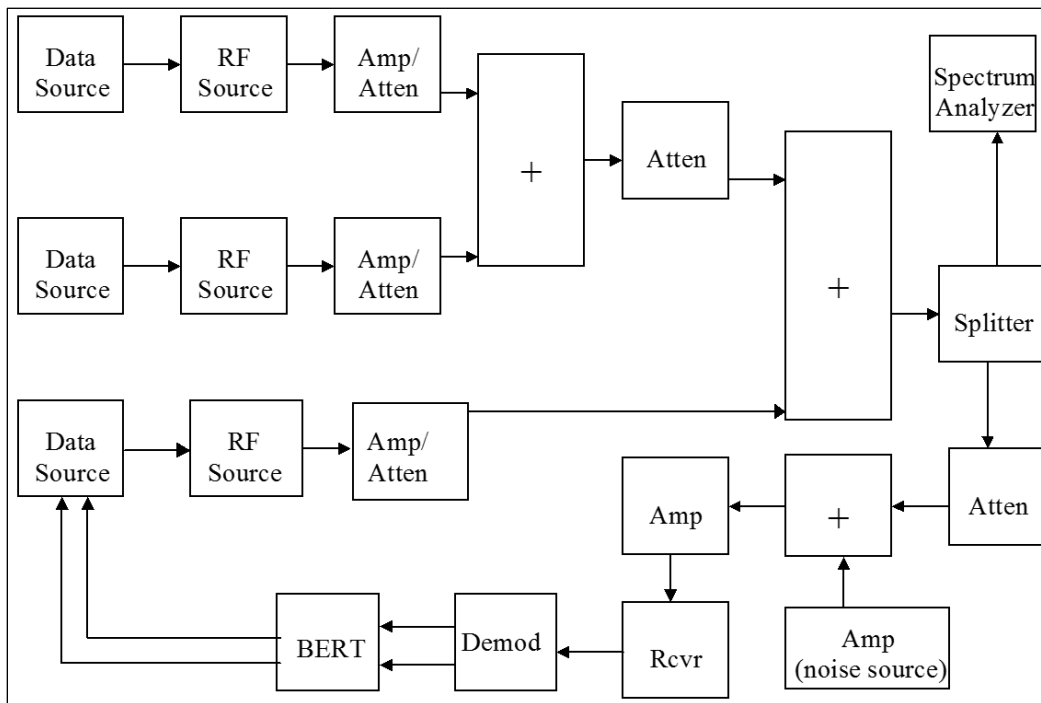 Data
Source
RF
Source
Amp/
Atten
+
Atten
Spectrum
Analyzer
Data
Source
RF
Source
Amp/
Atten
+
Splitter
Data
Source
RF
Source
Amp/
Atten
Amp
+
Atten
BERT
Demod
Rcvr
Amp
(noise source)